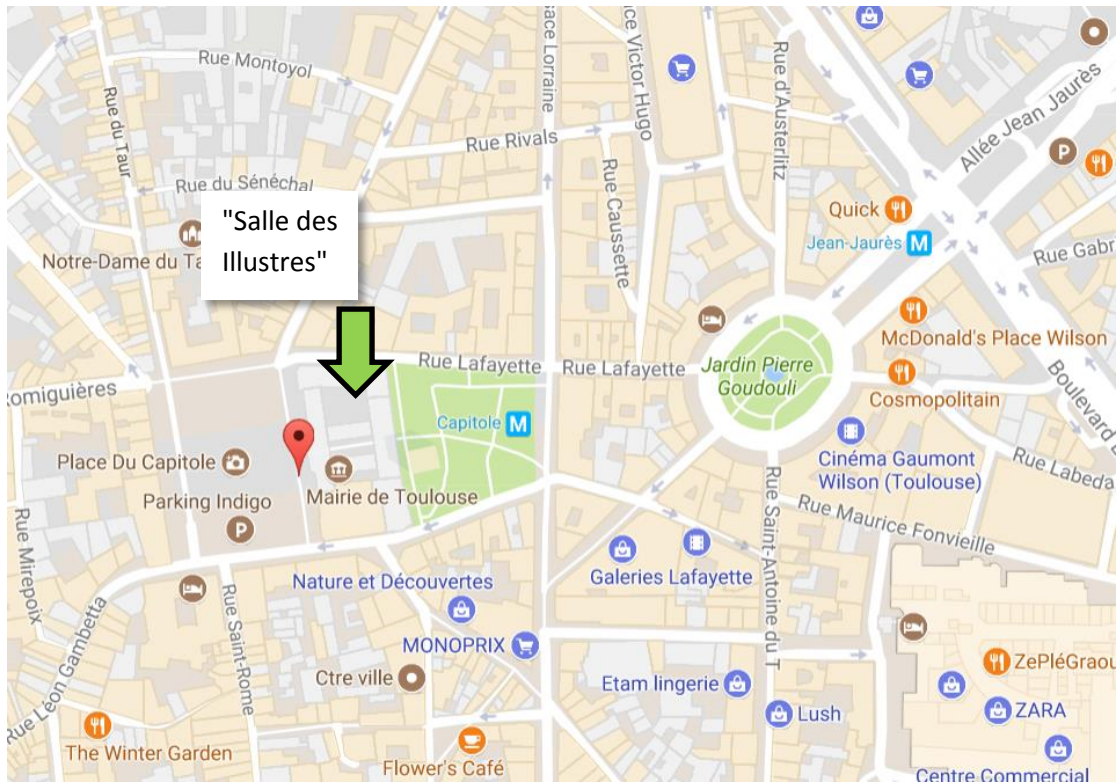 Rue Montoyol
Rue du Taur
Rue du Sénéchal
Notre-Dame du Ta
"Salle des
Illustres"
sace Lorraine
ce Victor Hugo
Rue Rivals
Rue Caussette
Rue d'Austerlitz
Allée Jean Jaurès
P
Quick
Jean-Jaurès M
Rue Gabr
McDonald's Place Wilson
Boulevard
Cosmopolitain
Rue Lafayette
Rue Lafayette
Jardin Pierre
Goudouli
omiguières
Capitole M
Place Du Capitole
Mairie de Toulouse
Parking Indigo
P
Cinéma Gaumont
Wilson (Toulouse)
Rue Labéda
Rue Maurice Fonvieille
Rue Mirepoix
Rue Léon Gambetta
Rue Saint-Rome
Rue Saint-Antoine du T
Nature et Découvertes
Galeries Lafayette
MONOPRIX
Ctre ville
Etam lingerie
Lush
ZePléGraou
ZARA
The Winter Garden
Flower's Café
Centre Commercial